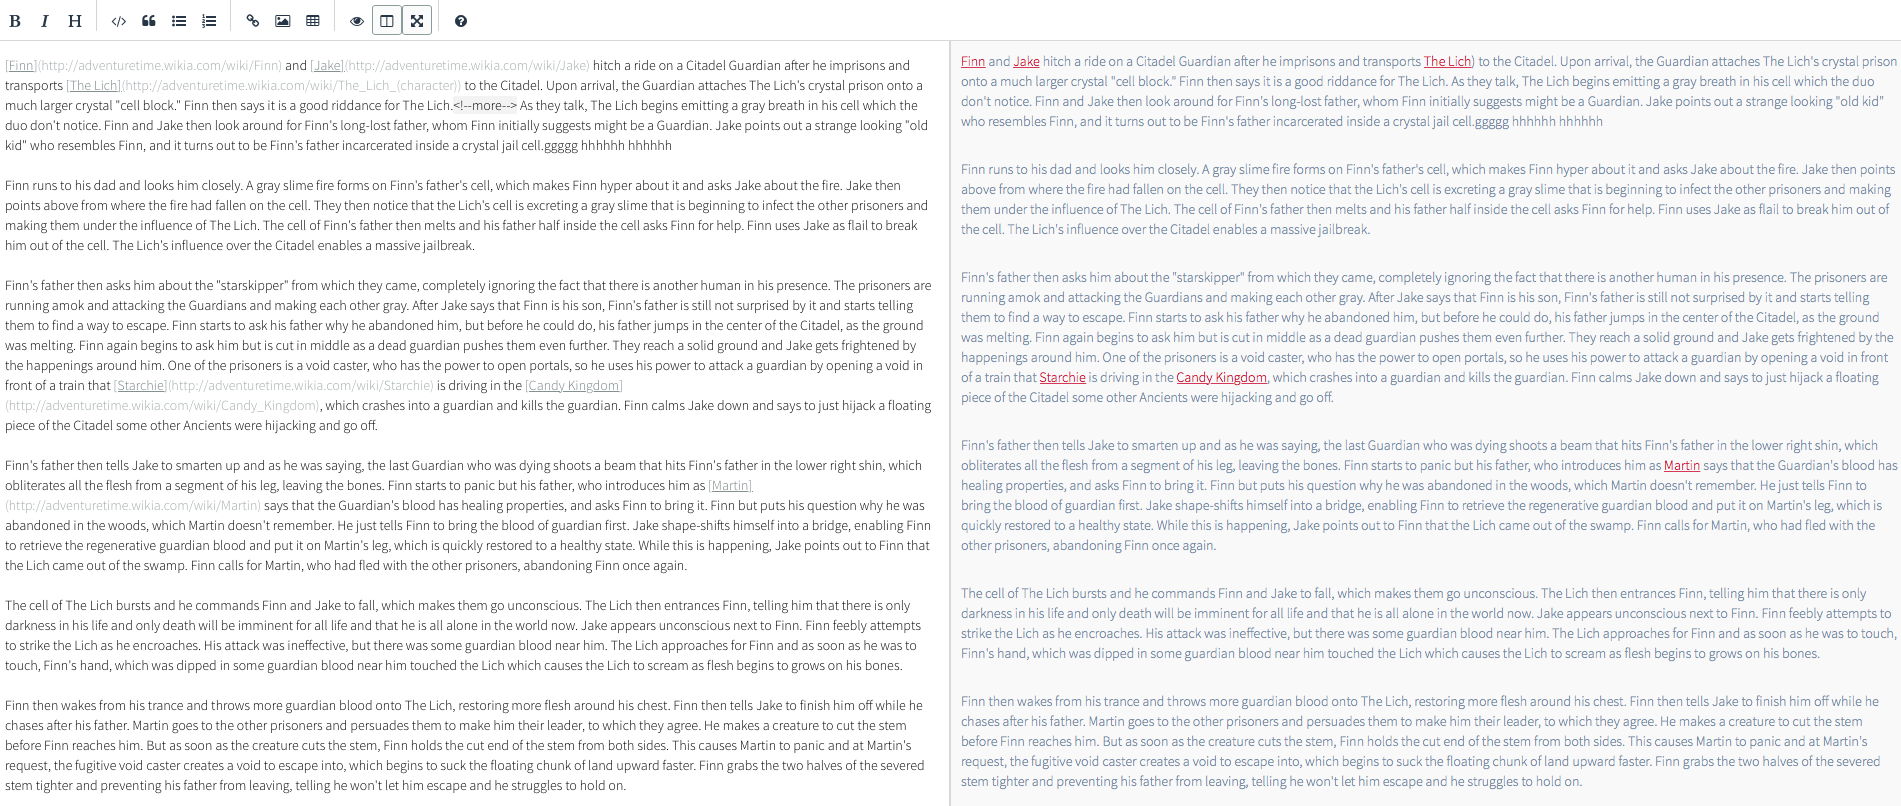 B I H
[Finn](http://adventuretime.wikia.com/wiki/Finn) and [Jake](http://adventuretime.wikia.com/wiki/Jake) hitch a ride on a Citadel Guardian after he imprisons and
transports [The Lich](http://adventuretime.wikia.com/wiki/The_Lich_(character)) to the Citadel. Upon arrival, the Guardian attaches The Lich's crystal prison onto a
much larger crystal "cell block." Finn then says it is a good riddance for The Lich.<!--more--> As they talk, The Lich begins emitting a gray breath in his cell which the
duo don't notice. Finn and Jake then look around for Finn's long-lost father, whom Finn initially suggests might be a Guardian. Jake points out a strange looking "old
kid" who resembles Finn, and it turns out to be Finn's father incarcerated inside a crystal jail cell.ggggg hhhhhh hhhhhh
Finn runs to his dad and looks him closely. A gray slime fire forms on Finn's father's cell, which makes Finn hyper about it and asks Jake about the fire. Jake then
points above from where the fire had fallen on the cell. They then notice that the Lich's cell is excreting a gray slime that is beginning to infect the other prisoners and
making them under the influence of The Lich. The cell of Finn's father then melts and his father half inside the cell asks Finn for help. Finn uses Jake as flail to break
him out of the cell. The Lich's influence over the Citadel enables a massive jailbreak.
Finn's father then asks him about the "starskipper" from which they came, completely ignoring the fact that there is another human in his presence. The prisoners are
running amok and attacking the Guardians and making each other gray. After Jake says that Finn is his son, Finn's father is still not surprised by it and starts telling
them to find a way to escape. Finn starts to ask his father why he abandoned him, but before he could do, his father jumps in the center of the Citadel, as the ground
was melting. Finn again begins to ask him but is cut in middle as a dead guardian pushes them even further. They reach a solid ground and Jake gets frightened by
the happenings around him. One of the prisoners is a void caster, who has the power to open portals, so he uses his power to attack a guardian by opening a void in
front of a train that [Starchie](http://adventuretime.wikia.com/wiki/Starchie) is driving in the [Candy Kingdom]
(http://adventuretime.wikia.com/wiki/Candy_Kingdom), which crashes into a guardian and kills the guardian. Finn calms Jake down and says to just hijack a floating
piece of the Citadel some other Ancients were hijacking and go off.
Finn's father then tells Jake to smarten up and as he was saying, the last Guardian who was dying shoots a beam that hits Finn's father in the lower right shin, which
obliterates all the flesh from a segment of his leg, leaving the bones. Finn starts to panic but his father, who introduces him as [Martin]
(http://adventuretime.wikia.com/wiki/Martin) says that the Guardian's blood has healing properties, and asks Finn to bring it. Finn but puts his question why he was
abandoned in the woods, which Martin doesn't remember. He just tells Finn to bring the blood of guardian first. Jake shape-shifts himself into a bridge, enabling Finn
to retrieve the regenerative guardian blood and put it on Martin's leg, which is quickly restored to a healthy state. While this is happening, Jake points out to Finn that
the Lich came out of the swamp. Finn calls for Martin, who had fled with the other prisoners, abandoning Finn once again.
The cell of The Lich bursts and he commands Finn and Jake to fall, which makes them go unconscious. The Lich then entrances Finn, telling him that there is only
darkness in his life and only death will be imminent for all life and that he is all alone in the world now. Jake appears unconscious next to Finn. Finn feebly attempts
to strike the Lich as he encroaches. His attack was ineffective, but there was some guardian blood near him. The Lich approaches for Finn and as soon as he was to
touch, Finn's hand, which was dipped in some guardian blood near him touched the Lich which causes the Lich to scream as flesh begins to grows on his bones.
Finn then wakes from his trance and throws more guardian blood onto The Lich, restoring more flesh around his chest. Finn then tells Jake to finish him off while he
chases after his father. Martin goes to the other prisoners and persuades them to make him their leader, to which they agree. He makes a creature to cut the stem
before Finn reaches him. But as soon as the creature cuts the stem, Finn holds the cut end of the stem from both sides. This causes Martin to panic and at Martin's
request, the fugitive void caster creates a void to escape into, which begins to suck the floating chunk of land upward faster. Finn grabs the two halves of the severed
stem tighter and preventing his father from leaving, telling he won't let him escape and he struggles to hold on.
Finn and Jake hitch a ride on a Citadel Guardian after he imprisons and transports The Lich) to the Citadel. Upon arrival, the Guardian attaches The Lich's crystal prison
onto a much larger crystal "cell block." Finn then says it is a good riddance for The Lich. As they talk, The Lich begins emitting a gray breath in his cell which the duo
don't notice. Finn and Jake then look around for Finn's long-lost father, whom Finn initially suggests might be a Guardian. Jake points out a strange looking "old kid"
who resembles Finn, and it turns out to be Finn's father incarcerated inside a crystal jail cell.ggggg hhhhhh hhhhhh
Finn runs to his dad and looks him closely. A gray slime fire forms on Finn's father's cell, which makes Finn hyper about it and asks Jake about the fire. Jake then points
above from where the fire had fallen on the cell. They then notice that the Lich's cell is excreting a gray slime that is beginning to infect the other prisoners and making
them under the influence of The Lich. The cell of Finn's father then melts and his father half inside the cell asks Finn for help. Finn uses Jake as flail to break him out of
the cell. The Lich's influence over the Citadel enables a massive jailbreak.
Finn's father then asks him about the "starskipper" from which they came, completely ignoring the fact that there is another human in his presence. The prisoners are
running amok and attacking the Guardians and making each other gray. After Jake says that Finn is his son, Finn's father is still not surprised by it and starts telling
them to find a way to escape. Finn starts to ask his father why he abandoned him, but before he could do, his father jumps in the center of the Citadel, as the ground
was melting. Finn again begins to ask him but is cut in middle as a dead guardian pushes them even further. They reach a solid ground and Jake gets frightened by the
happenings around him. One of the prisoners is a void caster, who has the power to open portals, so he uses his power to attack a guardian by opening a void in front
of a train that Starchie is driving in the Candy Kingdom, which crashes into a guardian and kills the guardian. Finn calms Jake down and says to just hijack a floating
piece of the Citadel some other Ancients were hijacking and go off.
Finn's father then tells Jake to smarten up and as he was saying, the last Guardian who was dying shoots a beam that hits Finn's father in the lower right shin, which
obliterates all the flesh from a segment of his leg, leaving the bones. Finn starts to panic but his father, who introduces him as Martin says that the Guardian's blood has
healing properties, and asks Finn to bring it. Finn but puts his question why he was abandoned in the woods, which Martin doesn't remember. He just tells Finn to
bring the blood of guardian first. Jake shape-shifts himself into a bridge, enabling Finn to retrieve the regenerative guardian blood and put it on Martin's leg, which is
quickly restored to a healthy state. While this is happening, Jake points out to Finn that the Lich came out of the swamp. Finn calls for Martin, who had fled with the
other prisoners, abandoning Finn once again.
The cell of The Lich bursts and he commands Finn and Jake to fall, which makes them go unconscious. The Lich then entrances Finn, telling him that there is only
darkness in his life and only death will be imminent for all life and that he is all alone in the world now. Jake appears unconscious next to Finn. Finn feebly attempts to
strike the Lich as he encroaches. His attack was ineffective, but there was some guardian blood near him. The Lich approaches for Finn and as soon as he was to touch,
Finn's hand, which was dipped in some guardian blood near him touched the Lich which causes the Lich to scream as flesh begins to grows on his bones.
Finn then wakes from his trance and throws more guardian blood onto The Lich, restoring more flesh around his chest. Finn then tells Jake to finish him off while he
chases after his father. Martin goes to the other prisoners and persuades them to make him their leader, to which they agree. He makes a creature to cut the stem
before Finn reaches him. But as soon as the creature cuts the stem, Finn holds the cut end of the stem from both sides. This causes Martin to panic and at Martin's
request, the fugitive void caster creates a void to escape into, which begins to suck the floating chunk of land upward faster. Finn grabs the two halves of the severed
stem tighter and preventing his father from leaving, telling he won't let him escape and he struggles to hold on.